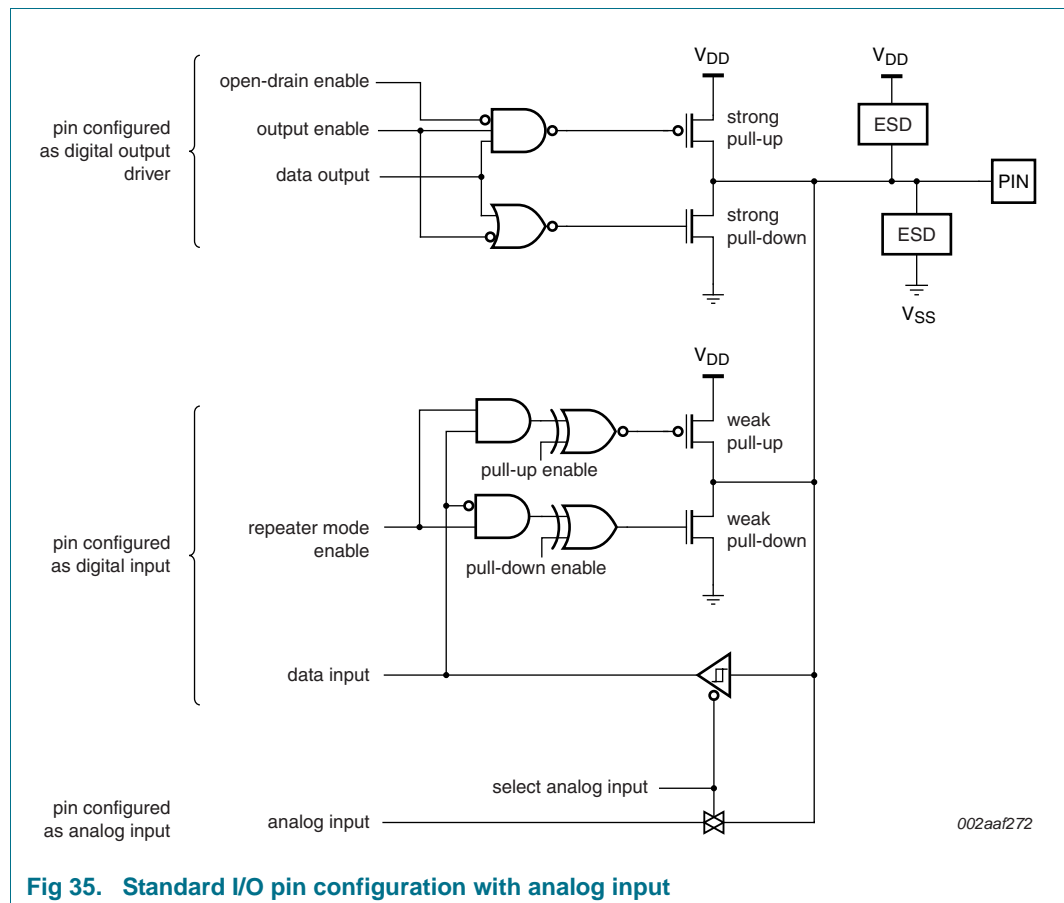 VDD
VDD
open-drain enable
pin configured
as digital output
driver
output enable
data output
strong
pull-up
ESD
PIN
strong
pull-down
ESD
VSS
VDD
weak
pull-up
pull-up enable
pin configured
as digital input
repeater mode
enable
weak
pull-down
pull-down enable
data input
select analog input
pin configured
as analog input
analog input
002aaf272
Fig 35. Standard I/O pin configuration with analog input